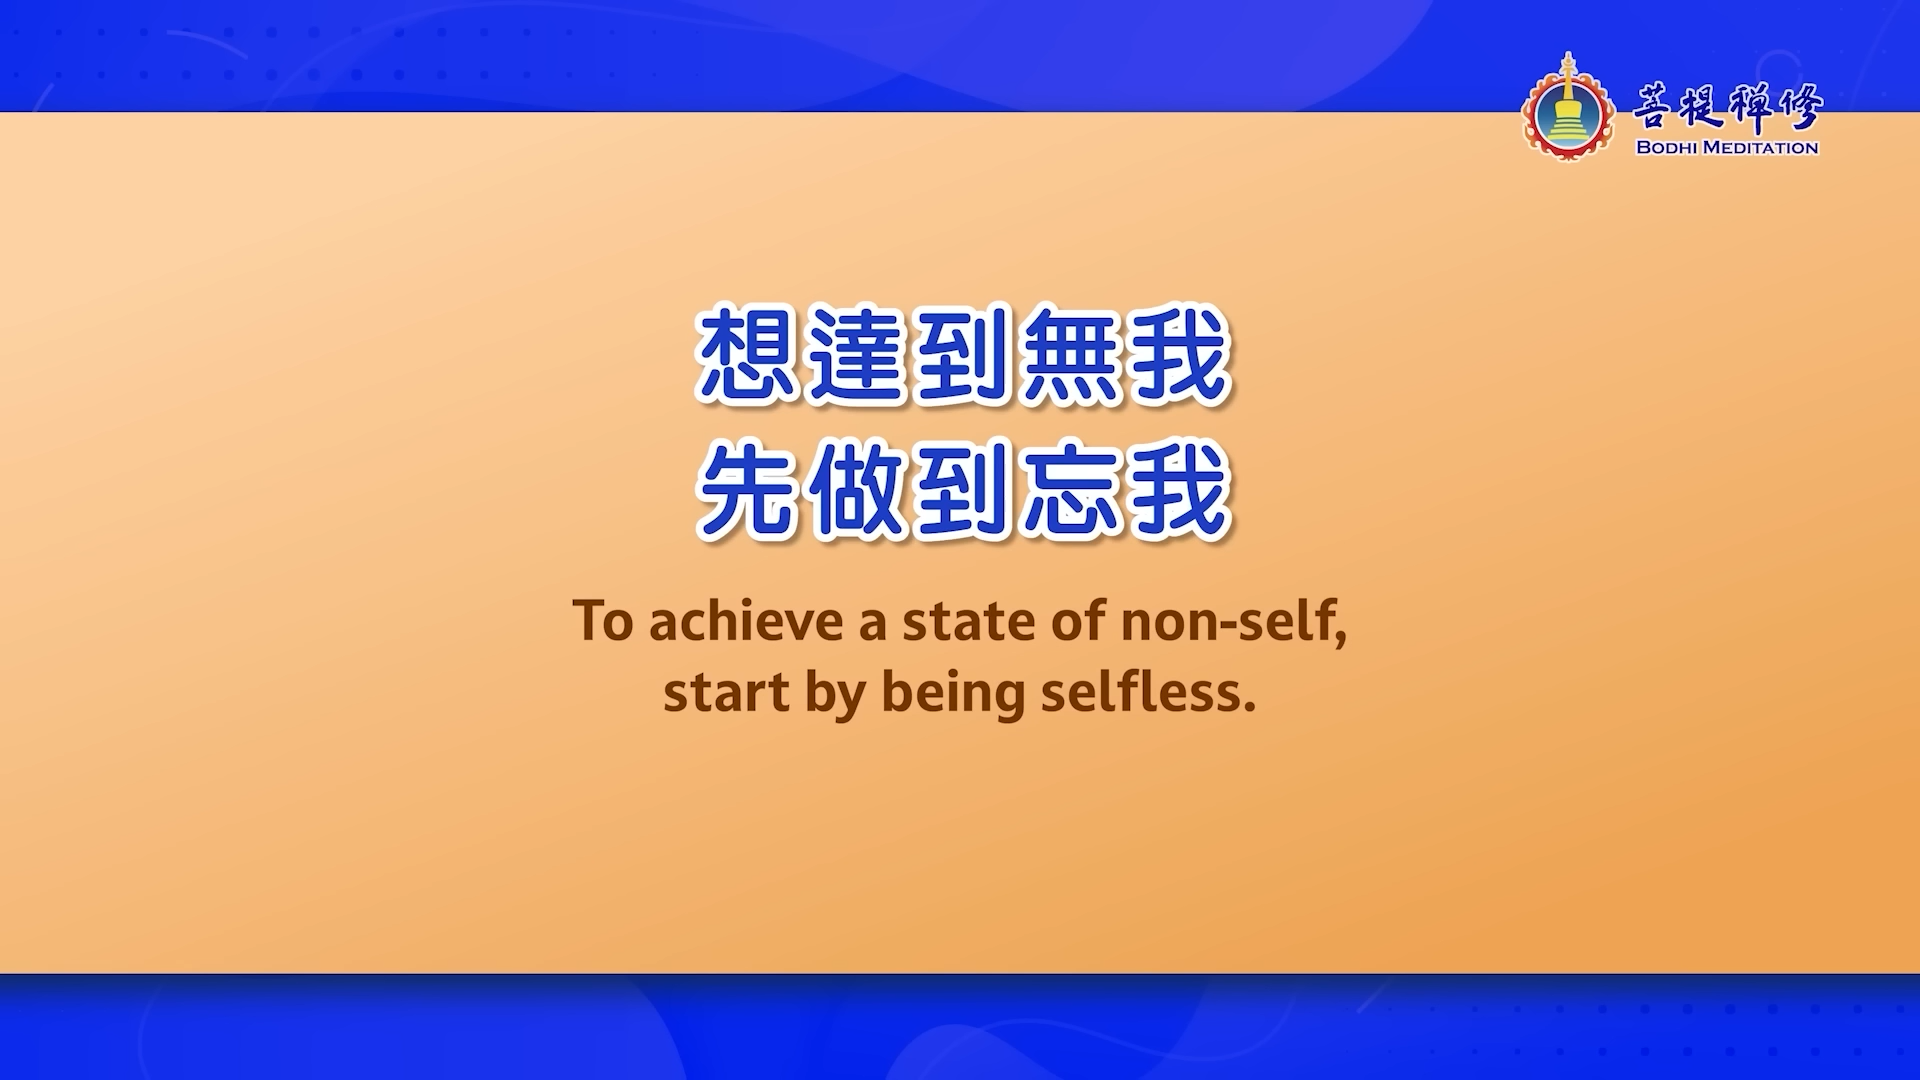 菩提禪修
BODHI MEDITATION
想達到無我
先做到忘我
To achieve a state of non-self,
start by being selfless.